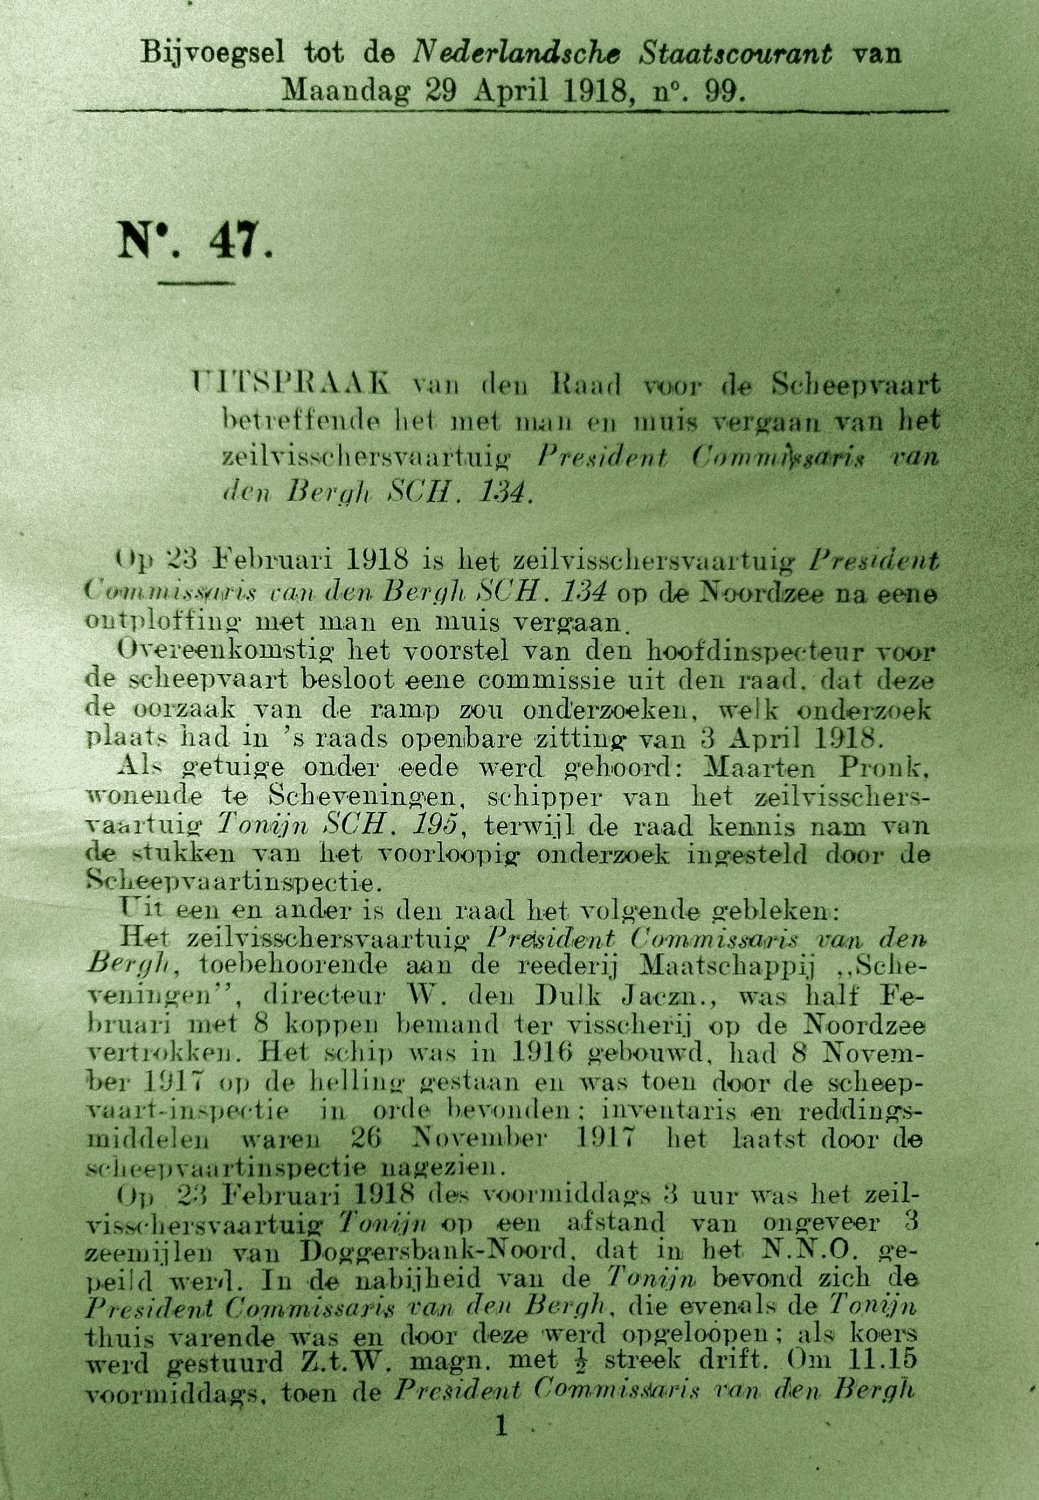 Bijvoegsel tot de Nederlandsche Staatscourant van
Maandag 29 April 1918, n°. 99.
N°. 47.
UITSPRAAK van den Raad voor de Scheepvaart
betreffende het met man en muis vergaan van het
zeilvisschersvaartuig President Commissaris van
den Bergh SCH. 134.
Op 23 Februari 1918 is het zeilvisschersvaartuig President
Commissaris van den Bergh SCH. 134 op de Noordzee na eene
ontploffing met man en muis vergaan.
Overeenkomstig het voorstel van den hoofdinspecteur voor
de scheepvaart besloot eene commissie uit den raad, dat deze
de oorzaak van de ramp zou onderzoeken, welk onderzoek
plaats had in 's raads openbare zitting van 3 April 1918.
Als getuige onder eede werd gehoord: Maarten Pronk,
wonende te Scheveningen, schipper van het zeilvisschers-
vaartuig Tonijn SCH. 195, terwijl de raad kennis nam van
de stukken van het voorloopig onderzoek ingesteld door de
Scheepvaartinspectie.
Uit een en ander is den raad het volgende gebleken:
Het zeilvisschersvaartuig President Commissaris van den
Bergh, toebehoorende aan de reederij Maatschappij „Sche-
veningen”, directeur W. den Dulk Jaczn., was half Fe-
bruari met 8 koppen bemand ter visscherij op de Noordzee
vertrokken. Het schip was in 1916 gebouwd, had 8 Novem-
ber 1917 op de helling gestaan en was toen door de scheep-
vaart-inspectie in orde bevonden; inventaris en reddings-
middelen waren 26 November 1917 het laatst door de
scheepvaartinspectie nagezien.
Op 23 Februari 1918 des voormiddags 3 uur was het zeil-
visschersvaartuig Tonijn op een afstand van ongeveer 3
zeemijlen van Doggersbank-Noord, dat in het N.N.O. ge-
peild werd. In de nabijheid van de Tonijn bevond zich de
President Commissaris van den Bergh, die evenals de Tonijn
thuis varende was en door deze werd opgeloopen; als koers
werd gestuurd Z.t.W. magn. met ½ streek drift. Om 11.15
voormiddags, toen de President Commissaris van den Bergh
1